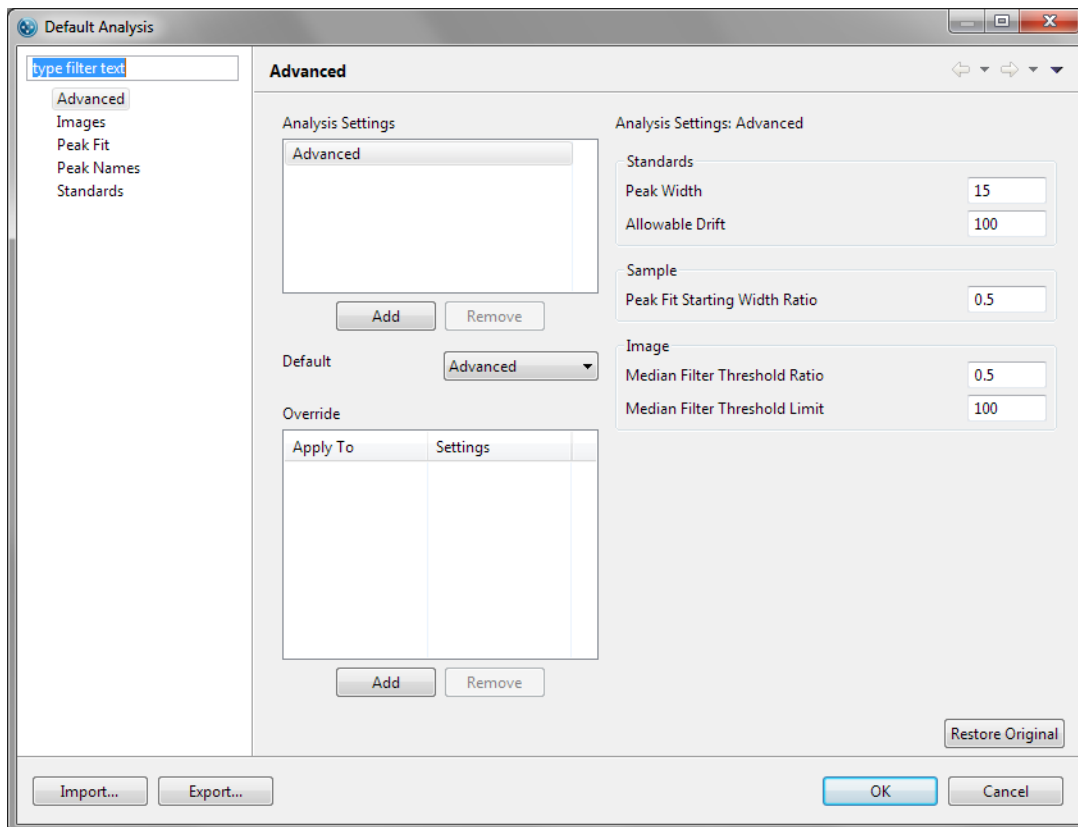 Default Analysis
type filter text
Advanced
Images
Peak Fit
Peak Names
Standards
Advanced
Analysis Settings
Advanced
Add Remove
Default Advanced
Override
Apply To Settings
Add Remove
Analysis Settings: Advanced
Standards
Peak Width 15
Allowable Drift 100
Sample
Peak Fit Starting Width Ratio 0.5
Image
Median Filter Threshold Ratio 0.5
Median Filter Threshold Limit 100
Restore Original
Import... Export... OK Cancel